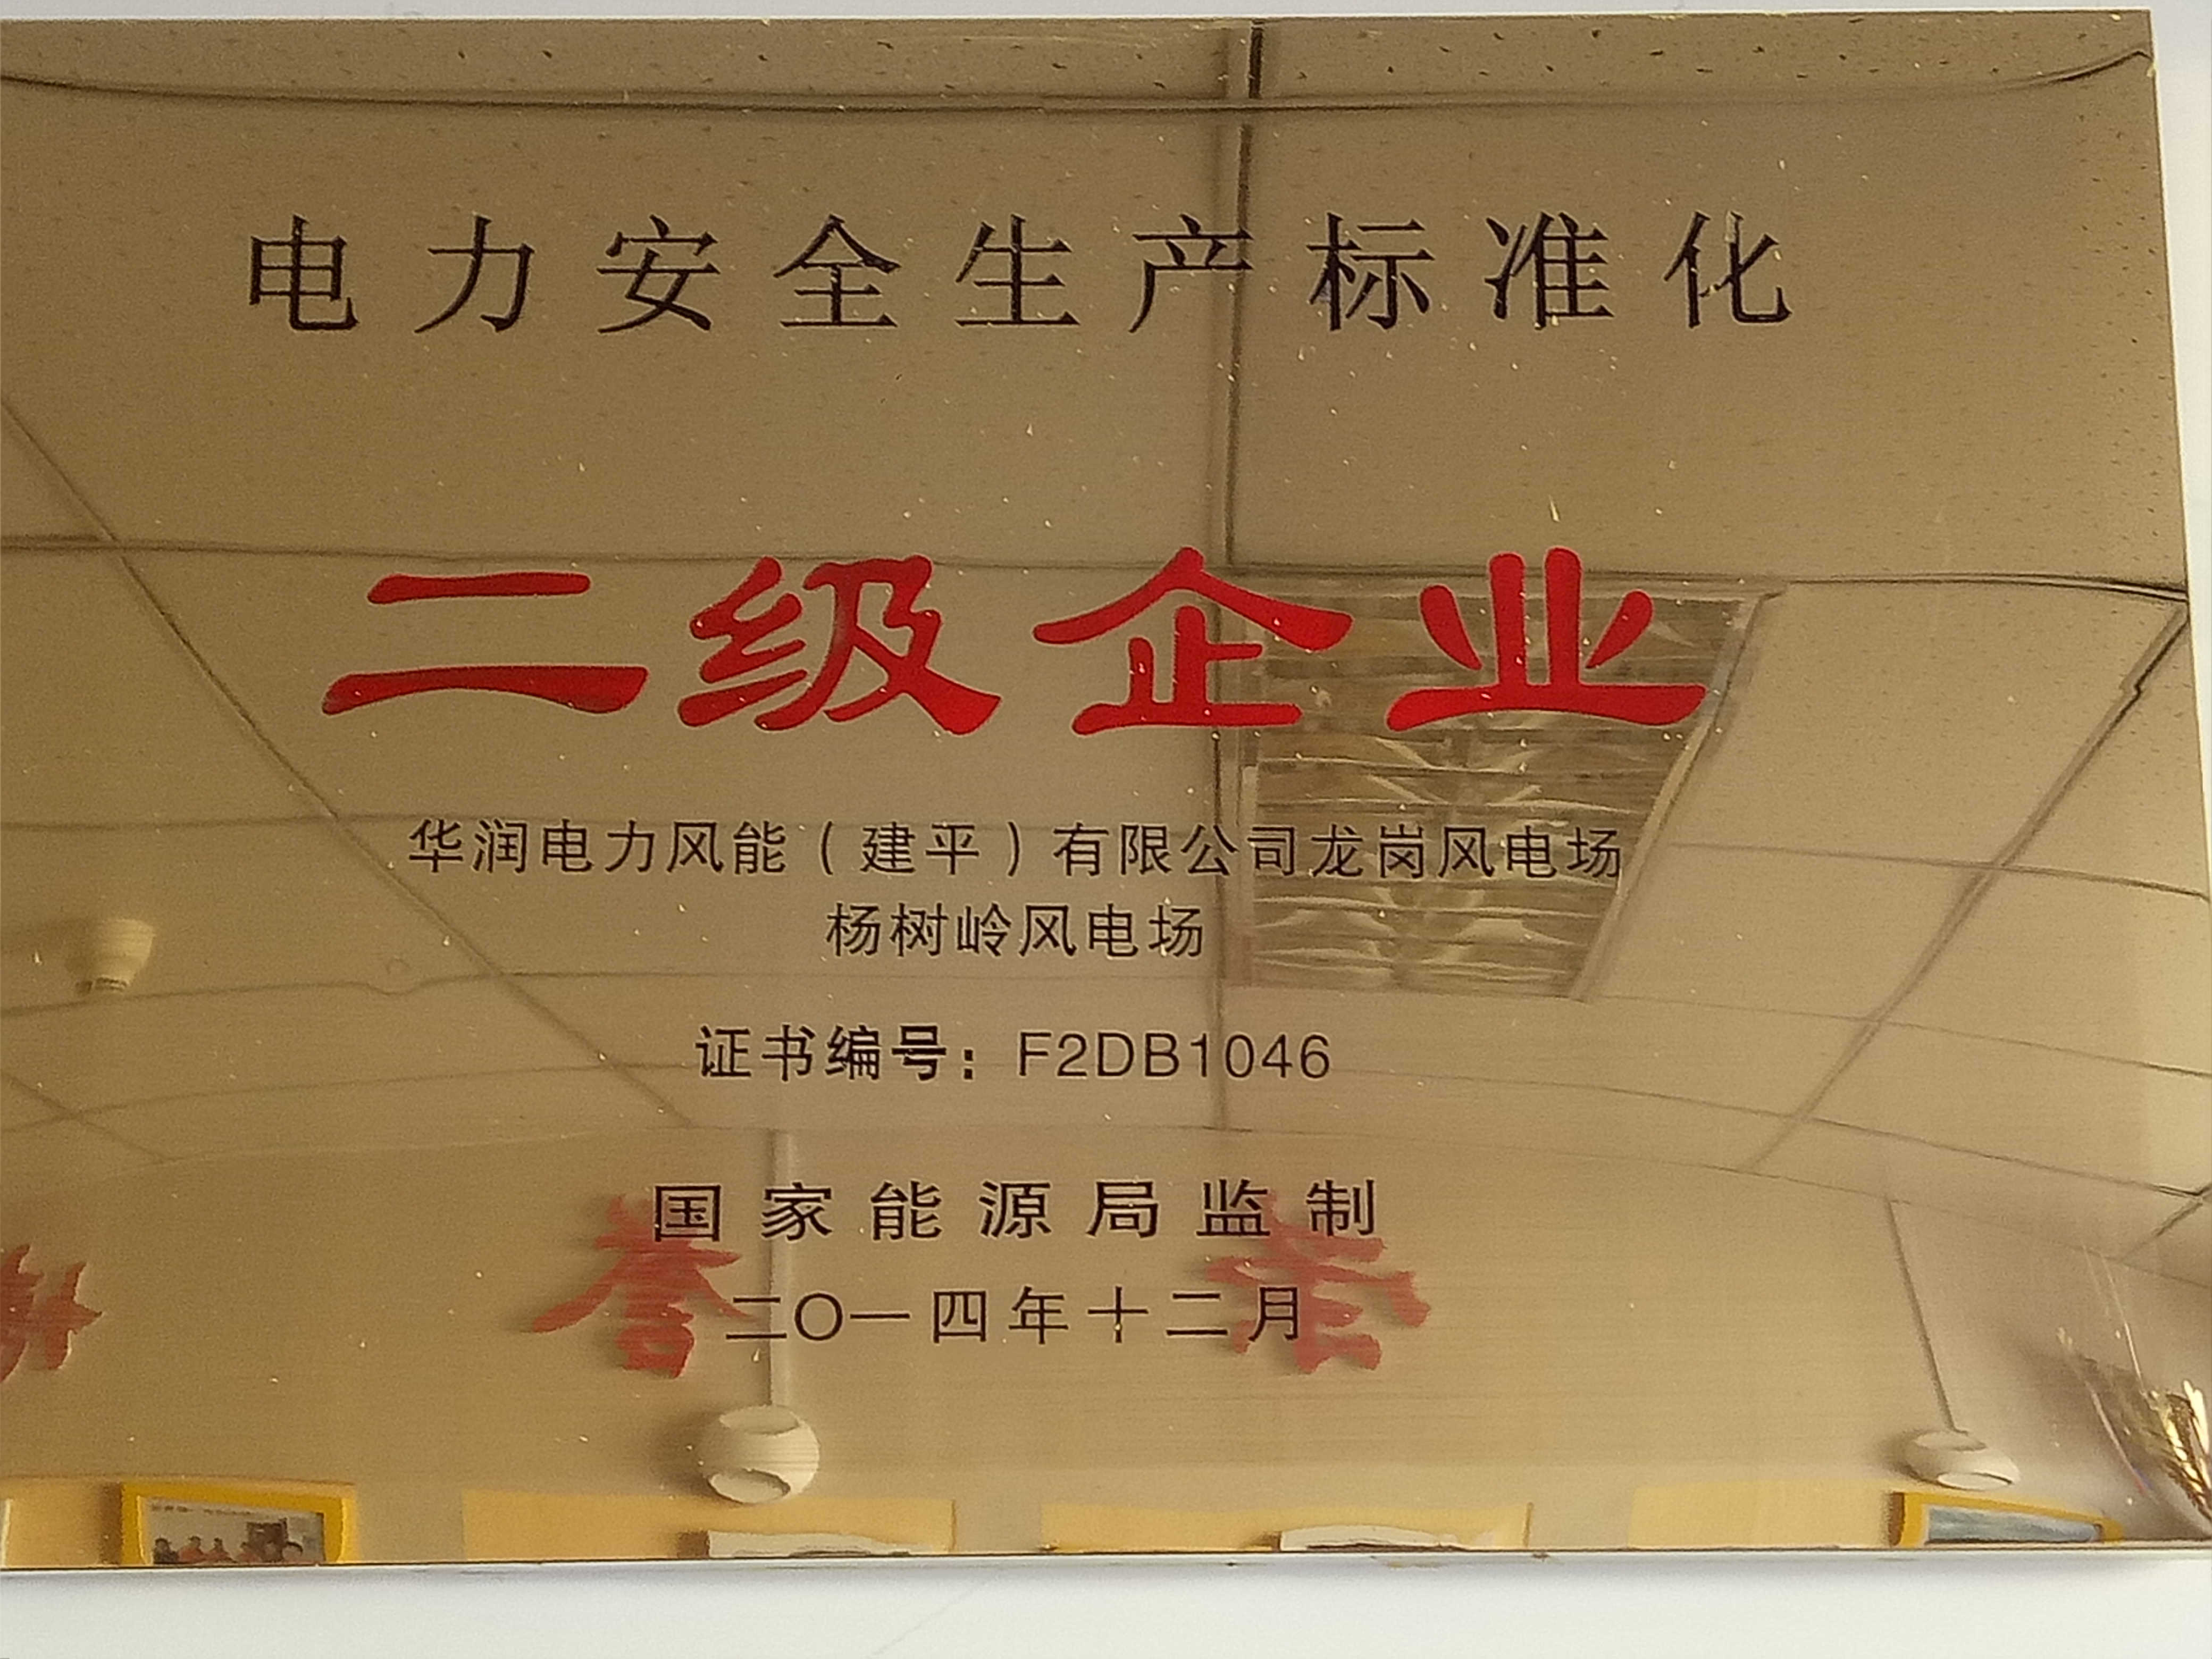 电力安全生产标准化
二级企业
华润电力风能（建平）有限公司龙岗风电场
杨树岭风电场
证书编号：F2DB1046
国家能源局监制
二〇一四年十二月
誉 荣